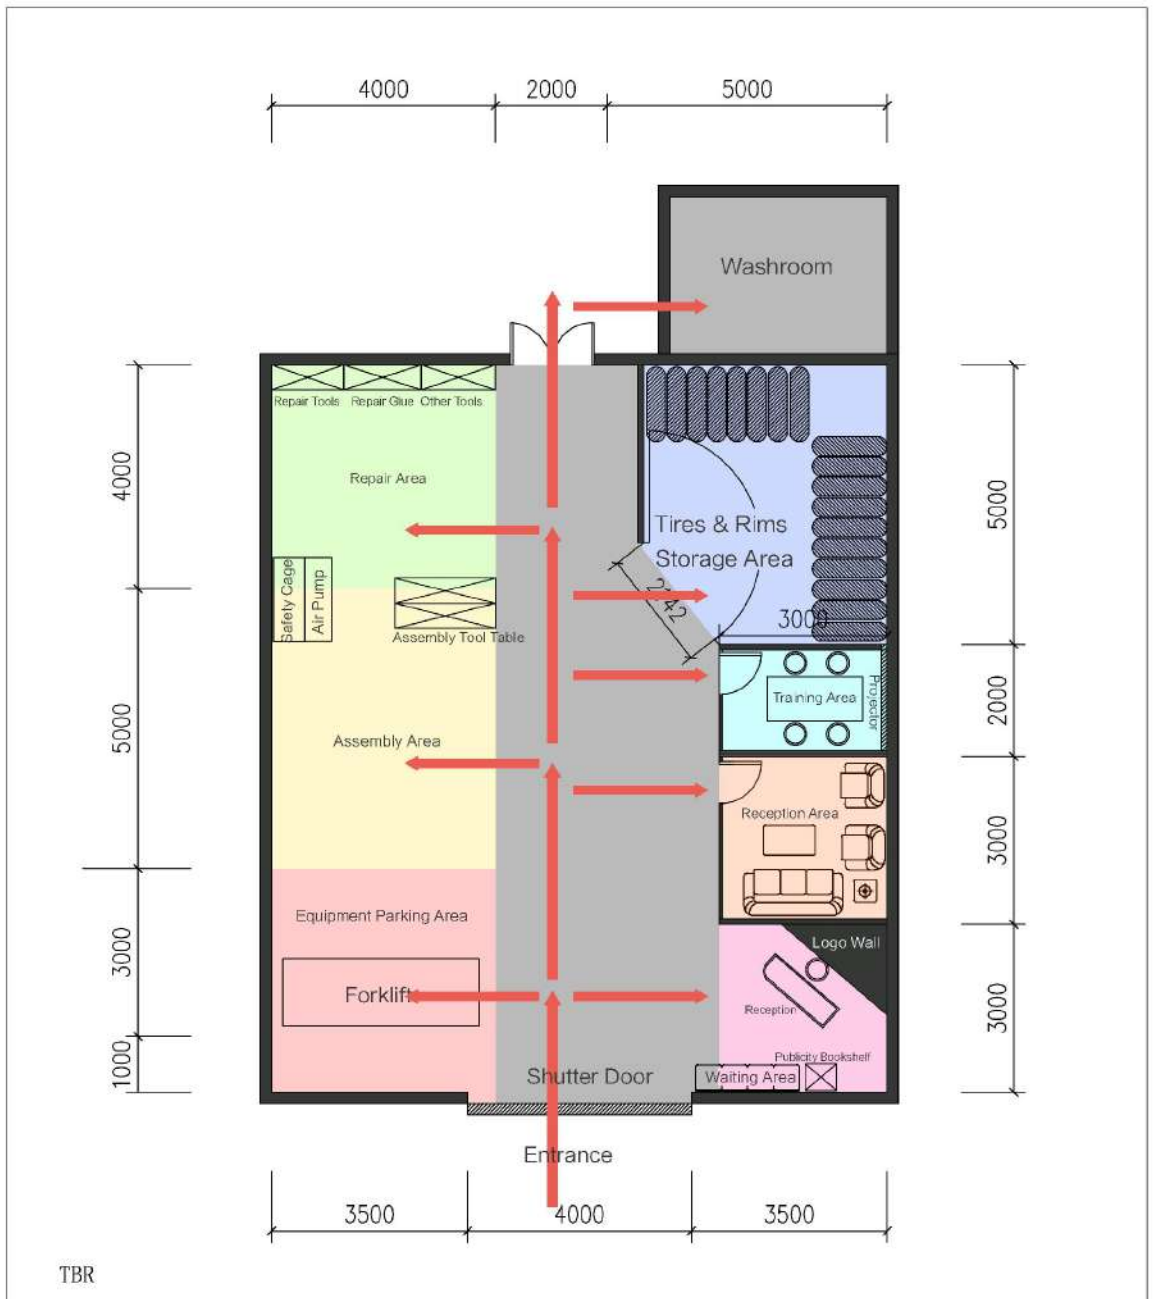 4000 2000 5000
Washroom
Repair Tools Repair Glue Other Tools
Repair Area
4000
5000
Tires & Rims
Storage Area
Safety Cage
Air Pump
2142
3000
Assembly Tool Table
Training Area
Projector
2000
5000
Assembly Area
Reception Area
3000
Equipment Parking Area
Logo Wall
3000
Forklift
Reception
3000
Publicity Bookshelf
1000
Shutter Door
Waiting Area
Entrance
3500 4000 3500
TBR